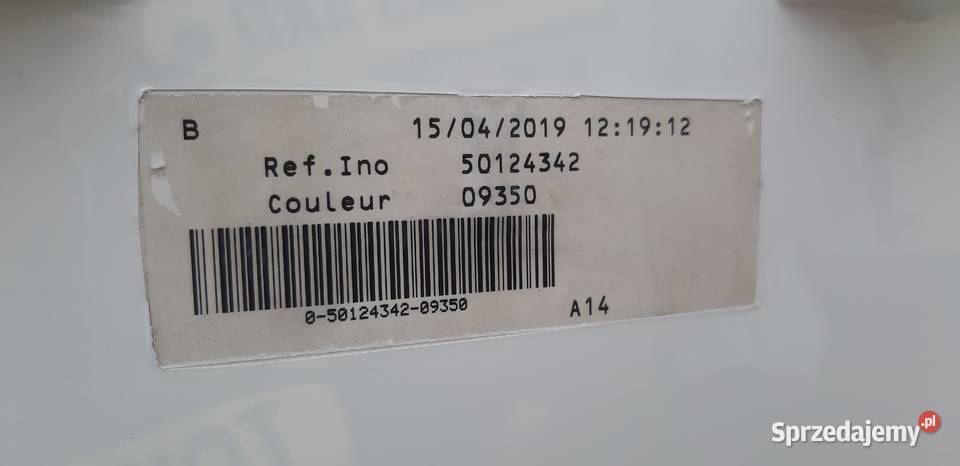 B 15/04/2019 12:19:12
Ref.Ino 50124342
Couleur 09350
0-50124342-09350
A14
Sprzedajemy.pl